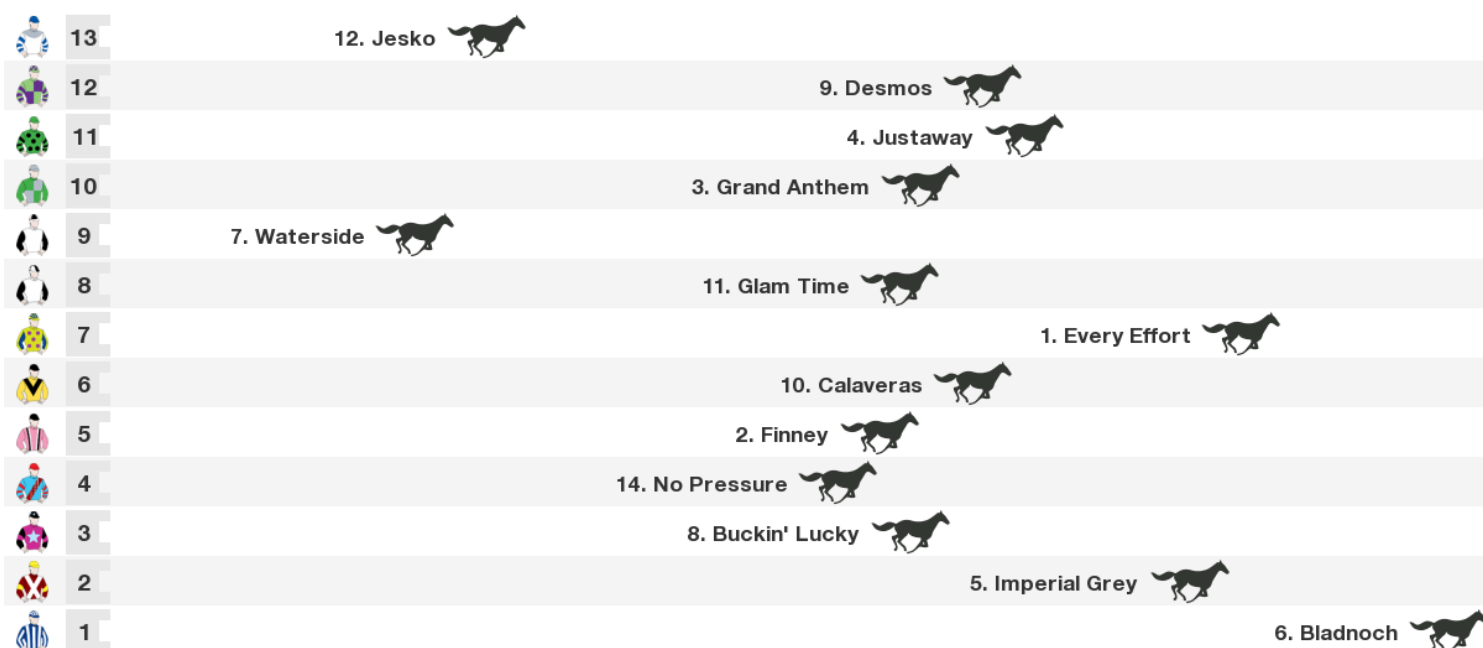 13 12. Jesko
12 9. Desmos
11 4. Justaway
10 3. Grand Anthem
9 7. Waterside
8 11. Glam Time
7 1. Every Effort
6 10. Calaveras
5 2. Finney
4 14. No Pressure
3 8. Buckin' Lucky
2 5. Imperial Grey
1 6. Bladnoch